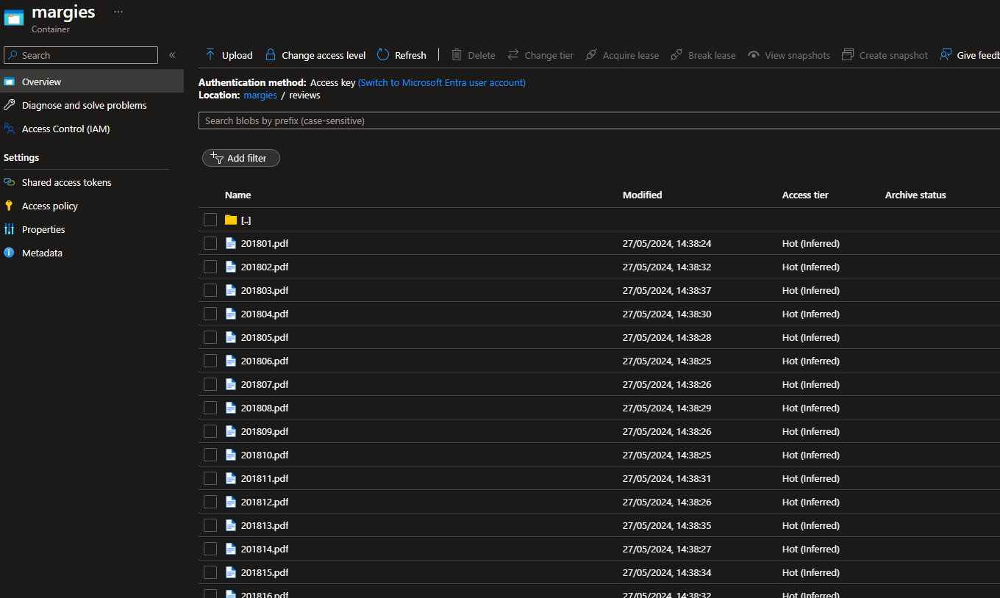 margies ...
Container
Search «
Upload Change access level Refresh | Delete Change tier Acquire lease Break lease View snapshots Create snapshot Give feedb
Overview
Diagnose and solve problems
Access Control (IAM)
Settings
Shared access tokens
Access policy
Properties
Metadata
Authentication method: Access key (Switch to Microsoft Entra user account)
Location: margies / reviews
Search blobs by prefix (case-sensitive)
Add filter
Name Modified Access tier Archive status
[..]
201801.pdf 27/05/2024, 14:38:24 Hot (Inferred)
201802.pdf 27/05/2024, 14:38:32 Hot (Inferred)
201803.pdf 27/05/2024, 14:38:37 Hot (Inferred)
201804.pdf 27/05/2024, 14:38:30 Hot (Inferred)
201805.pdf 27/05/2024, 14:38:28 Hot (Inferred)
201806.pdf 27/05/2024, 14:38:25 Hot (Inferred)
201807.pdf 27/05/2024, 14:38:26 Hot (Inferred)
201808.pdf 27/05/2024, 14:38:29 Hot (Inferred)
201809.pdf 27/05/2024, 14:38:26 Hot (Inferred)
201810.pdf 27/05/2024, 14:38:25 Hot (Inferred)
201811.pdf 27/05/2024, 14:38:31 Hot (Inferred)
201812.pdf 27/05/2024, 14:38:26 Hot (Inferred)
201813.pdf 27/05/2024, 14:38:35 Hot (Inferred)
201814.pdf 27/05/2024, 14:38:27 Hot (Inferred)
201815.pdf 27/05/2024, 14:38:34 Hot (Inferred)
201816.pdf 27/05/2024, 14:38:32 Hot (Inferred)